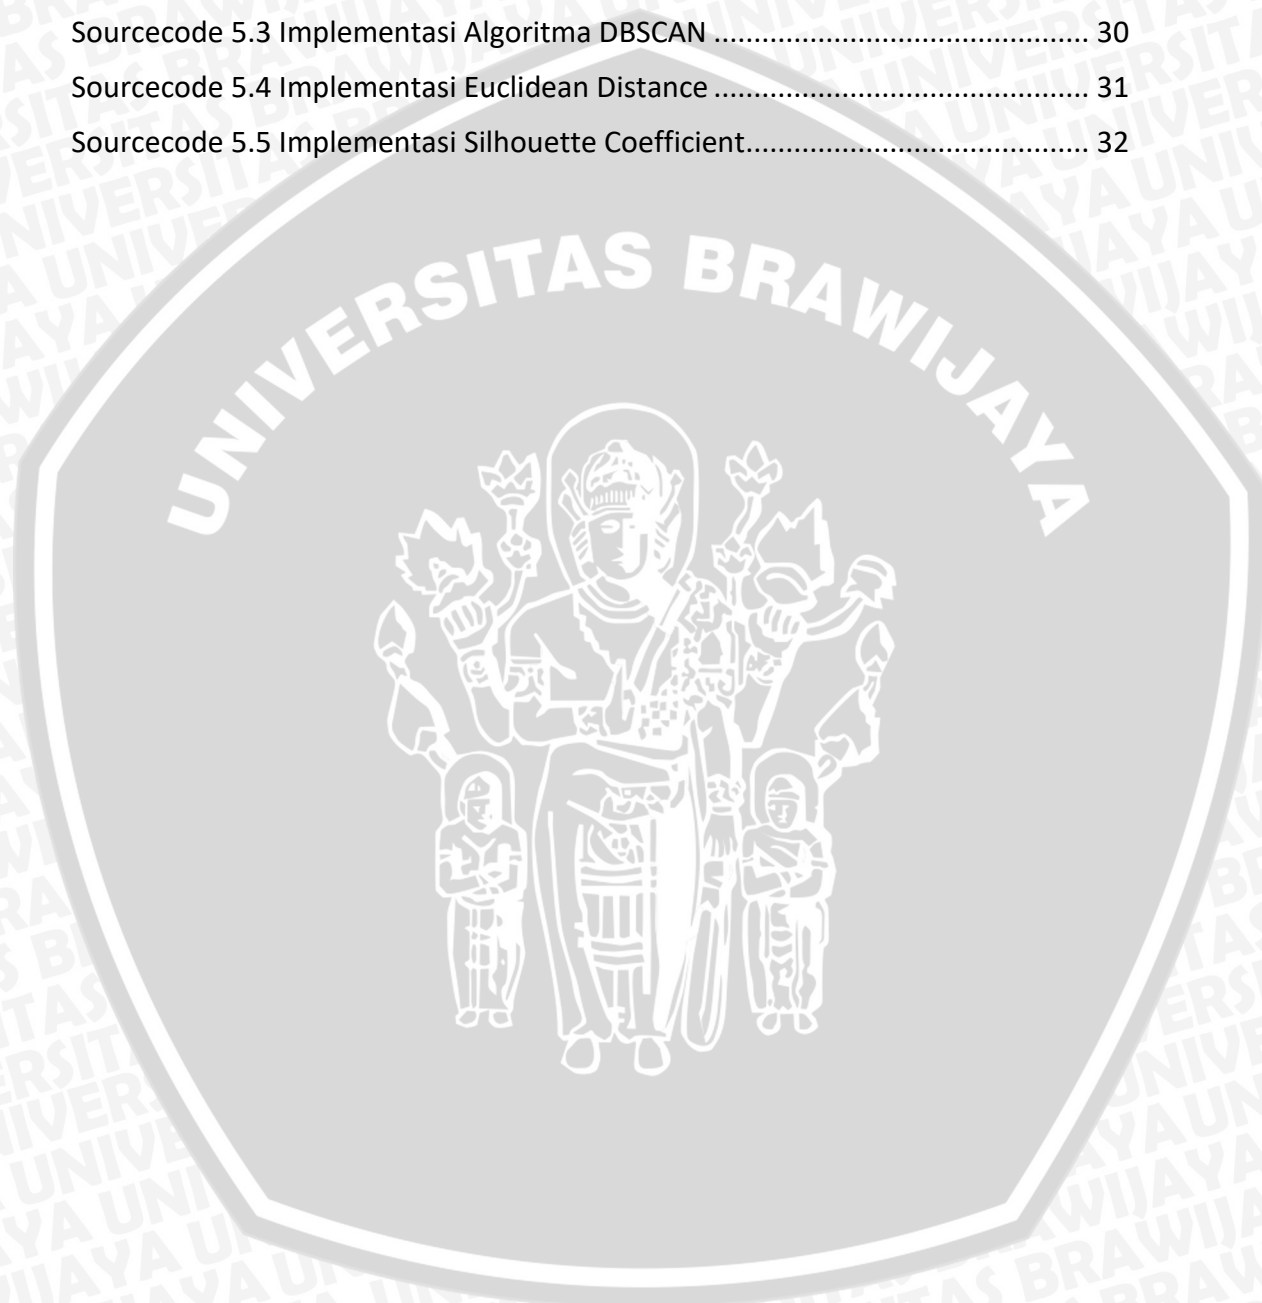 Sourcecode 5.3 Implementasi Algoritma DBSCAN ............................................... 30
Sourcecode 5.4 Implementasi Euclidean Distance ............................................... 31
Sourcecode 5.5 Implementasi Silhouette Coefficient........................................... 32
UNIVERSITAS BRAWIJAYA